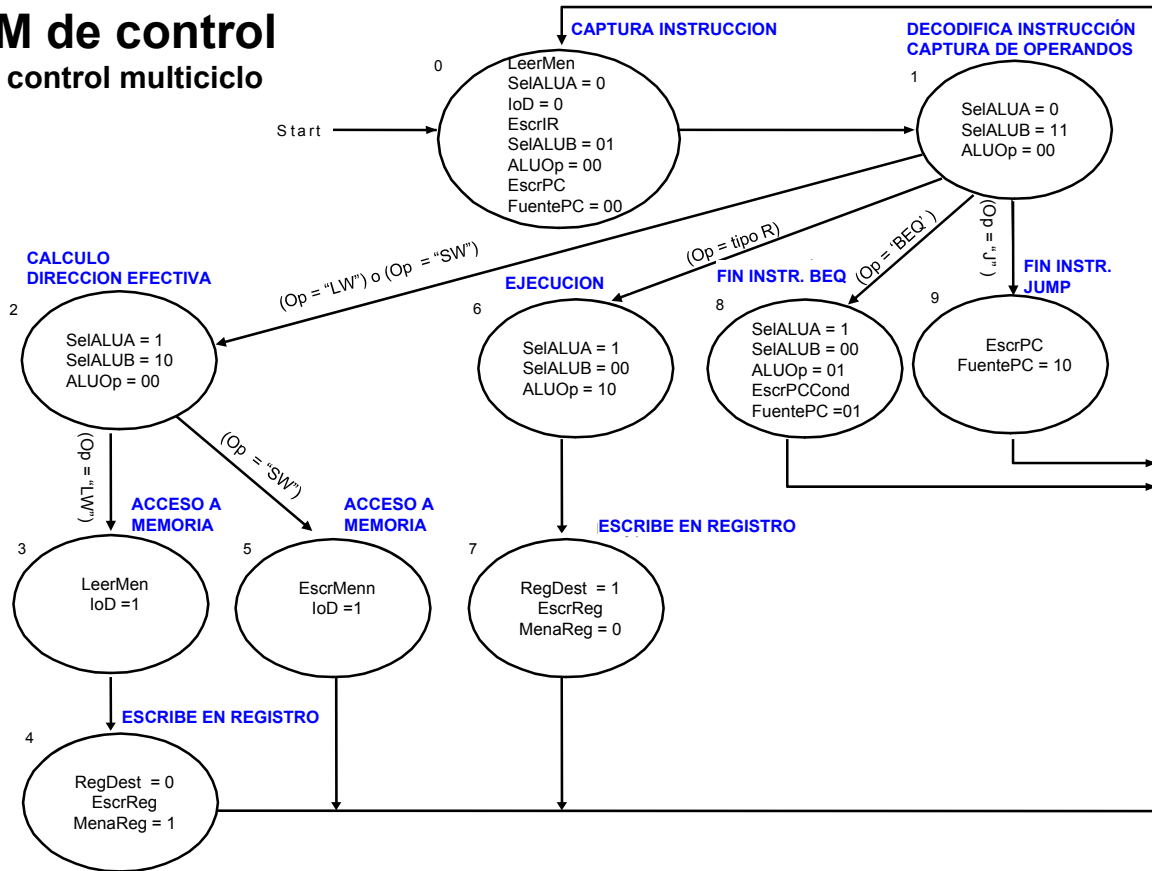 M de control
control multiciclo
CAPTURA INSTRUCCION
DECODIFICA INSTRUCCIÓN
CAPTURA DE OPERANDOS
0
LeerMen
SelALUA = 0
IoD = 0
EscrIR
SelALUB = 01
ALUOp = 00
EscrPC
FuentePC = 00
1
SelALUA = 0
SelALUB = 11
ALUOp = 00
Start
(Op = “LW”) o (Op = “SW”)
(Op = tipo R)
(Op = ‘BEQ’ )
(Op = “J” )
CALCULO
DIRECCION EFECTIVA
2
SelALUA = 1
SelALUB = 10
ALUOp = 00
EJECUCION
6
SelALUA = 1
SelALUB = 00
ALUOp = 10
FIN INSTR. BEQ
8
SelALUA = 1
SelALUB = 00
ALUOp = 01
EscrPCCond
FuentePC =01
FIN INSTR.
JUMP
9
EscrPC
FuentePC = 10
(Op = “LW”)
(Op = “SW”)
ACCESO A
MEMORIA
3
LeerMen
IoD =1
ACCESO A
MEMORIA
5
EscrMenn
IoD =1
ESCRIBE EN REGISTRO
7
RegDest = 1
EscrReg
MenaReg = 0
ESCRIBE EN REGISTRO
4
RegDest = 0
EscrReg
MenaReg = 1